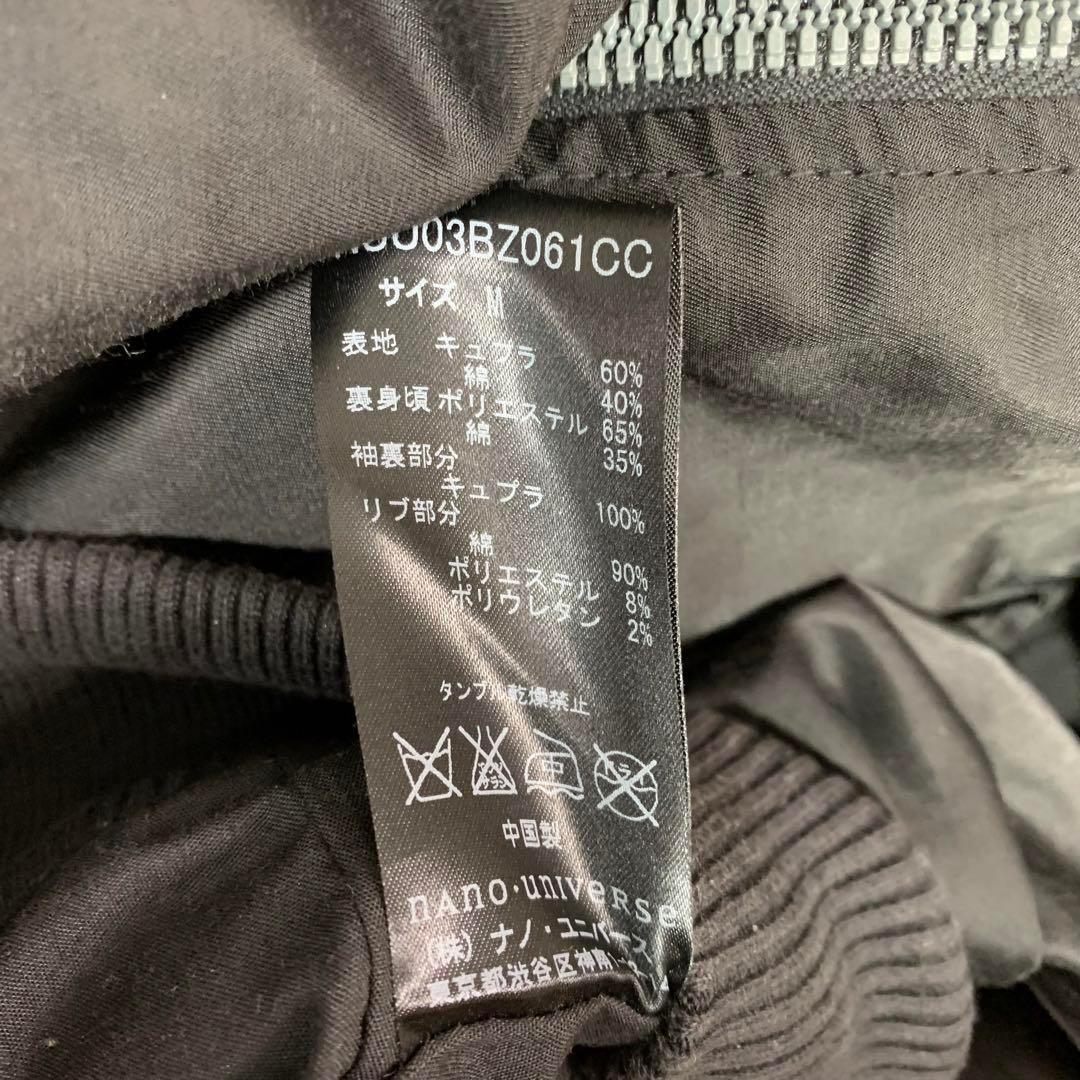 03BZ061CC
サイズ M
表地 キュプラ 60%
綿 40%
裏身頃 ポリエステル 65%
綿 35%
袖裏部分
キュプラ 100%
リブ部分
綿 90%
ポリエステル 8%
ポリウレタン 2%
タンブル乾燥禁止
中国製
nano・universe
(株) ナノ・ユニバース
東京都渋谷区神南